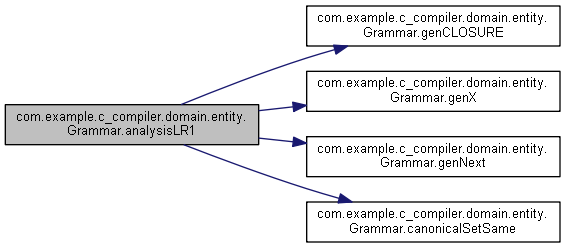 com.example.c_compiler.domain.entity.
Grammar.genCLOSURE
com.example.c_compiler.domain.entity.
Grammar.genX
com.example.c_compiler.domain.entity.
Grammar.analysisLR1
com.example.c_compiler.domain.entity.
Grammar.genNext
com.example.c_compiler.domain.entity.
Grammar.canonicalSetSame